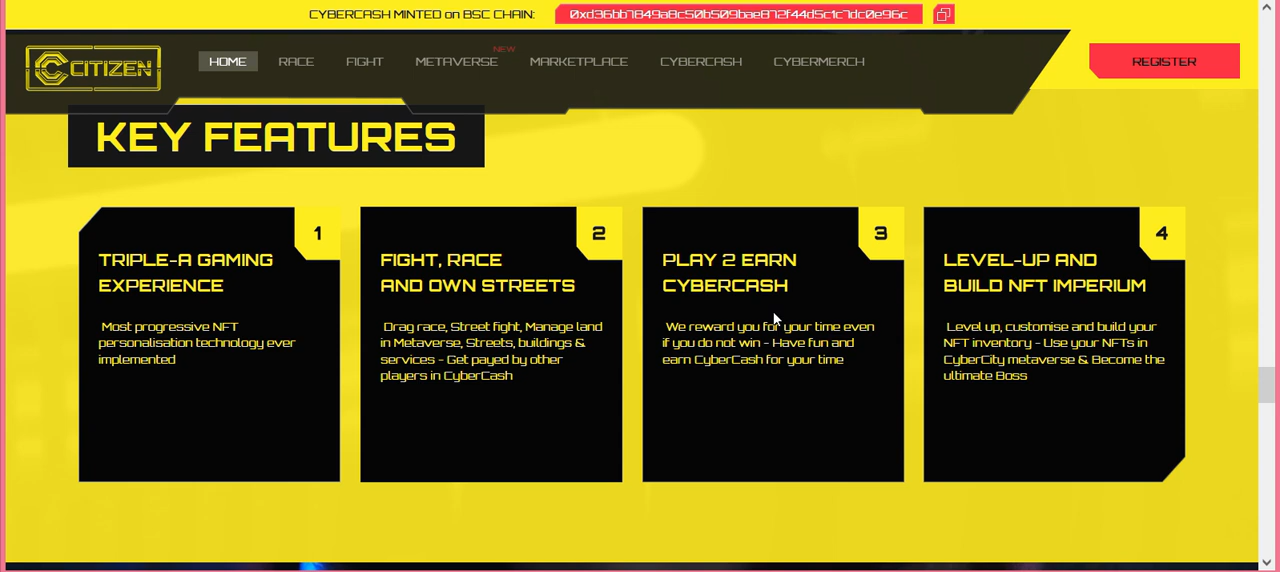 CYBERCASH MINTED on BSC CHAIN: 0xd36bb7849a8c50b509bae872f44d5c1c7dc0e96c
CITIZEN
HOME RACE FIGHT METAVERSE NEW MARKETPLACE CYBERCASH CYBERMERCH
REGISTER
KEY FEATURES
1
TRIPLE-A GAMING
EXPERIENCE
Most progressive NFT
personalisation technology ever
implemented
2
FIGHT, RACE
AND OWN STREETS
Drag race, Street fight, Manage land
in Metaverse, Streets, buildings &
services - Get payed by other
players in CyberCash
3
PLAY 2 EARN
CYBERCASH
We reward you for your time even
if you do not win - Have fun and
earn CyberCash for your time
4
LEVEL-UP AND
BUILD NFT IMPERIUM
Level up, customise and build your
NFT inventory - Use your NFTs in
CyberCity metaverse & Become the
ultimate Boss